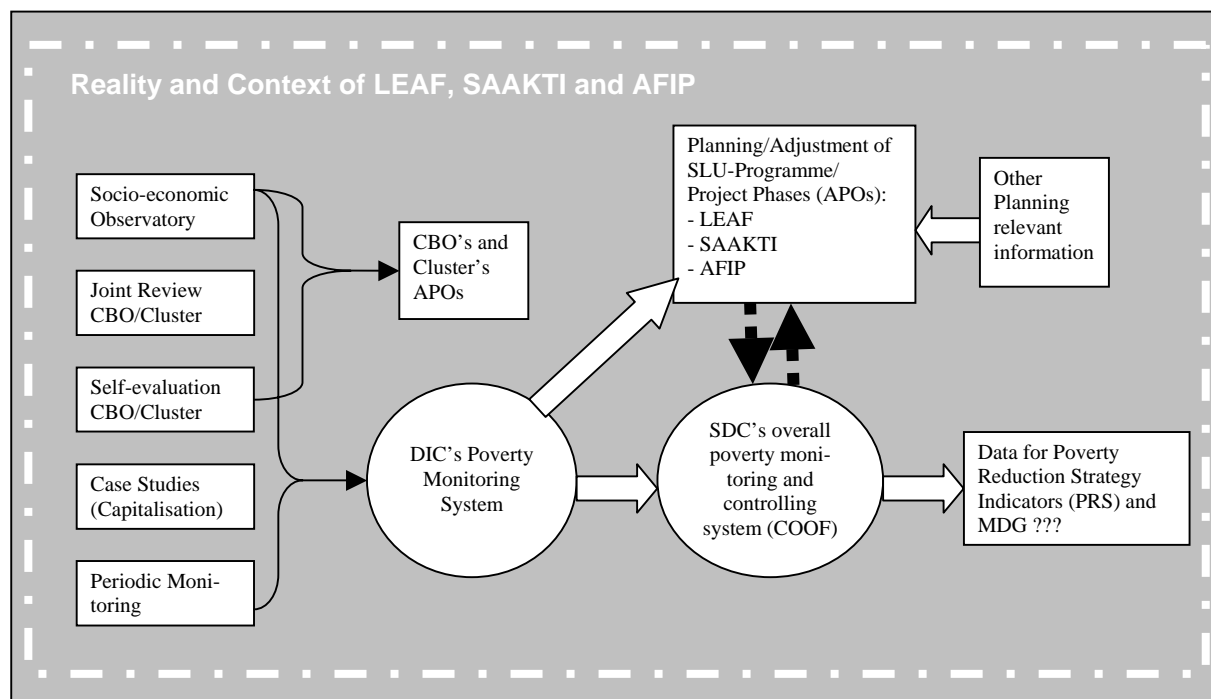 Reality and Context of LEAF, SAAKTI and AFIP
Socio-economic
Observatory
Joint Review
CBO/Cluster
Self-evaluation
CBO/Cluster
Case Studies
(Capitalisation)
Periodic Moni-
toring
CBO's and
Cluster's
APOs
DIC's Poverty
Monitoring
System
Planning/Adjustment of
SLU-Programme/
Project Phases (APOs):
- LEAF
- SAAKTI
- AFIP
Other
Planning
relevant
information
SDC's overall
poverty moni-
toring and
controlling
system (COOF)
Data for Poverty
Reduction Strategy
Indicators (PRS) and
MDG ???